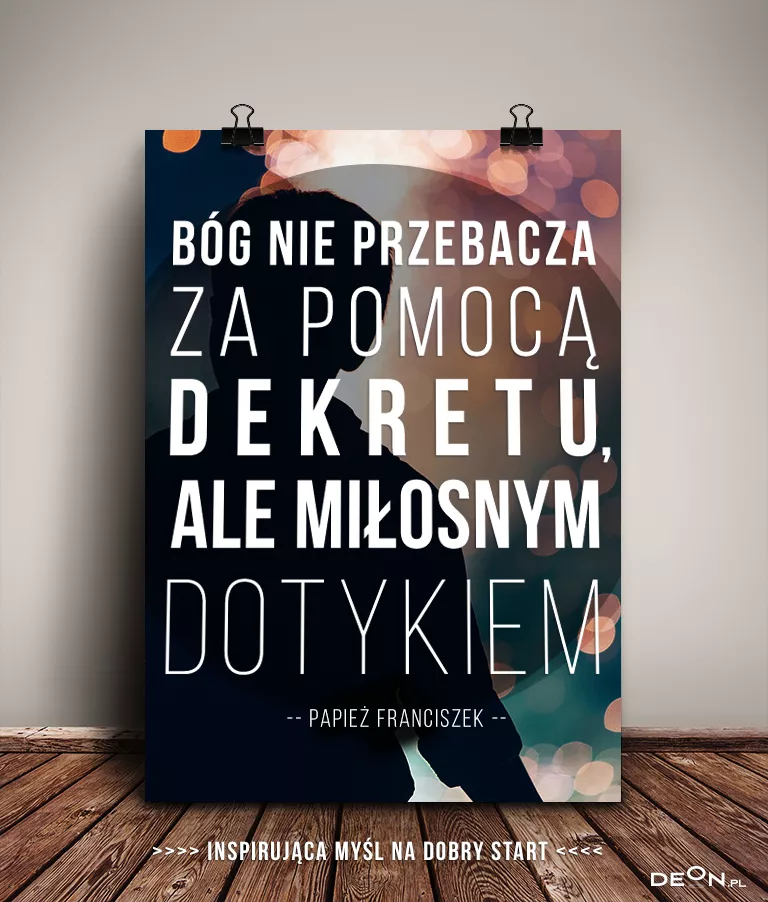 BÓG NIE PRZEBACZA
ZA POMOCĄ
DEKRETU,
ALE MIŁOSNYM
DOTYKIEM
-- PAPIEŻ FRANCISZEK --
>>>> INSPIRUJĄCA MYŚL NA DOBRY START <<<<
DEON.PL